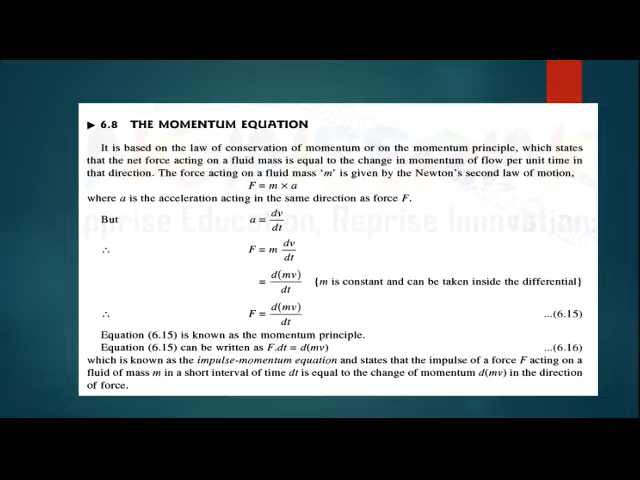 ▶ 6.8 THE MOMENTUM EQUATION
It is based on the law of conservation of momentum or on the momentum principle, which states
that the net force acting on a fluid mass is equal to the change in momentum of flow per unit time in
that direction. The force acting on a fluid mass ‘m’ is given by the Newton's second law of motion,
F = m × a
where a is the acceleration acting in the same direction as force F.
But a = dv/dt
∴ F = m dv/dt
= d(mv)/dt {m is constant and can be taken inside the differential}
∴ F = d(mv)/dt ...(6.15)
Equation (6.15) is known as the momentum principle.
Equation (6.15) can be written as F.dt = d(mv) ...(6.16)
which is known as the impulse-momentum equation and states that the impulse of a force F acting on a
fluid of mass m in a short interval of time dt is equal to the change of momentum d(mv) in the direction
of force.
Apprise Education, Reprise Innovations